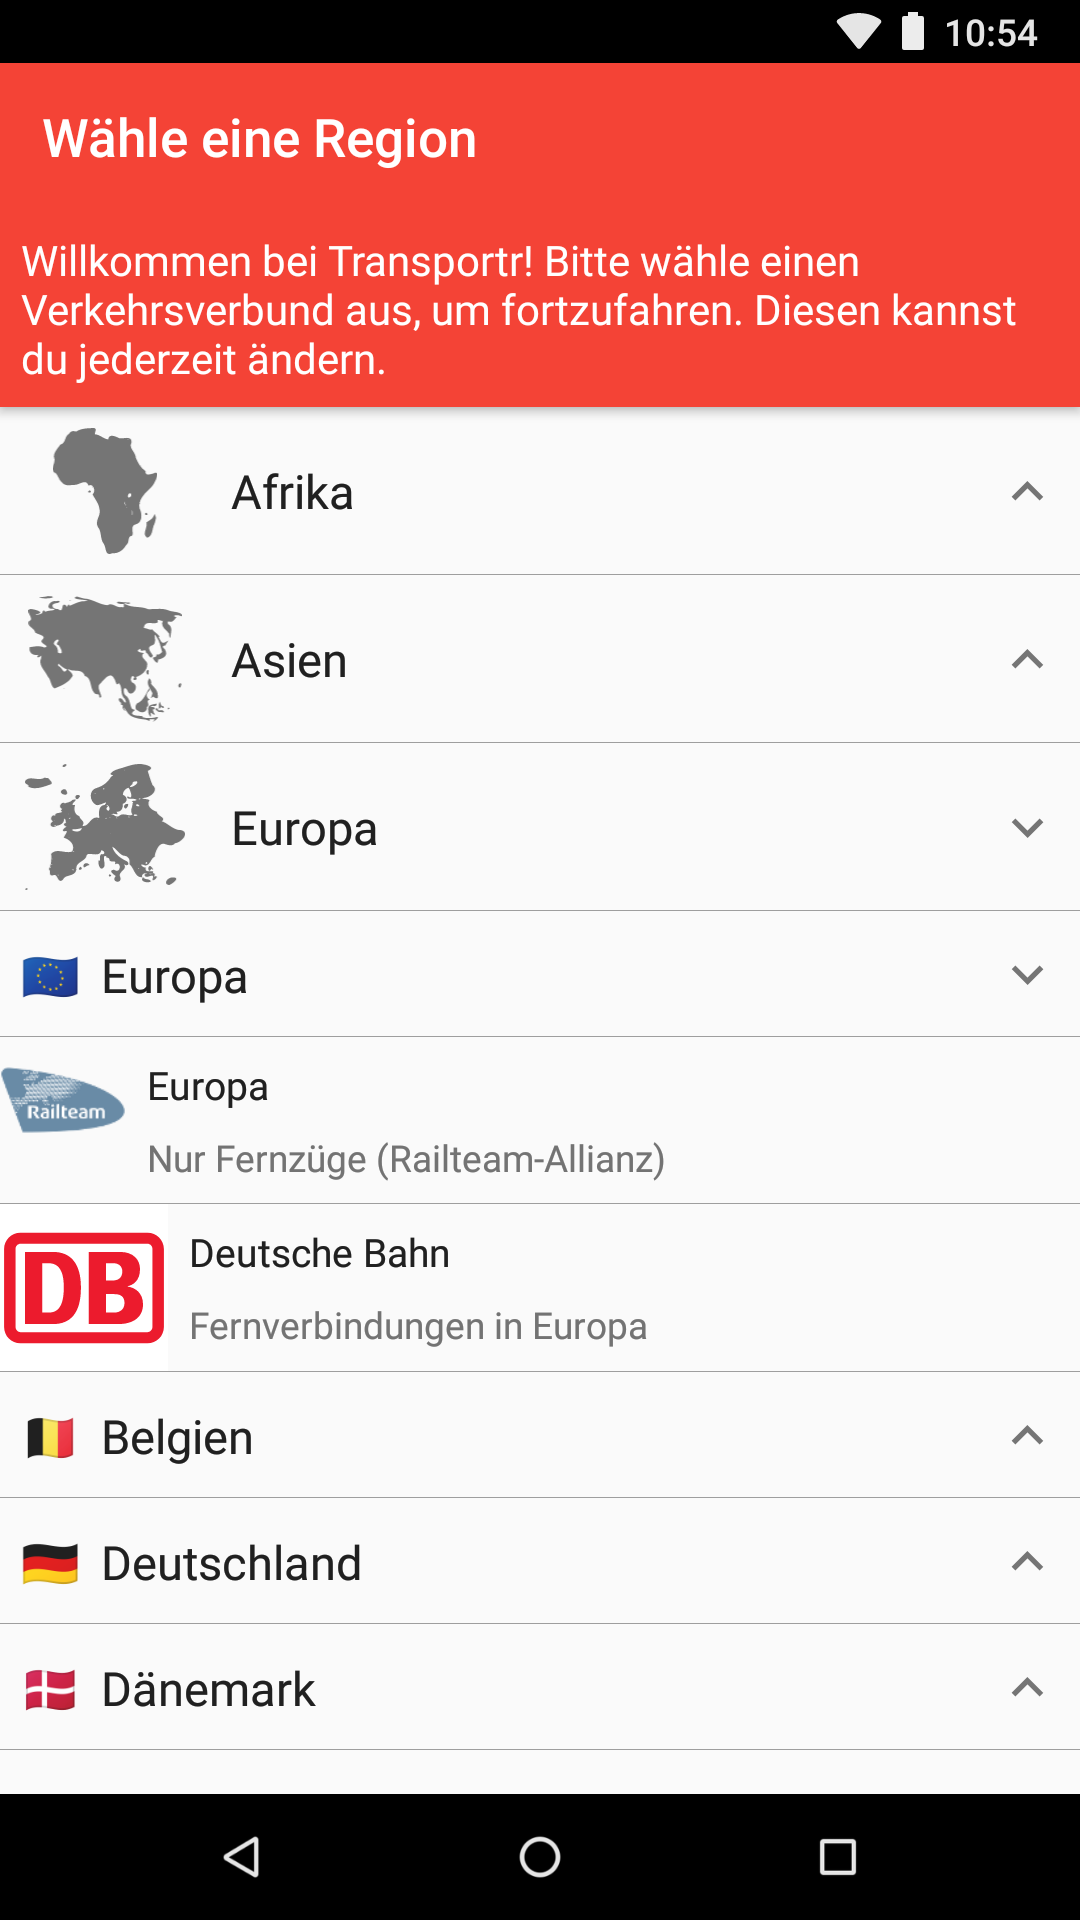 10:54
Wähle eine Region
Willkommen bei Transportr! Bitte wähle einen
Verkehrsverbund aus, um fortzufahren. Diesen kannst
du jederzeit ändern.
Afrika
Asien
Europa
Europa
Railteam
Europa
Nur Fernzüge (Railteam-Allianz)
DB
Deutsche Bahn
Fernverbindungen in Europa
Belgien
Deutschland
Dänemark